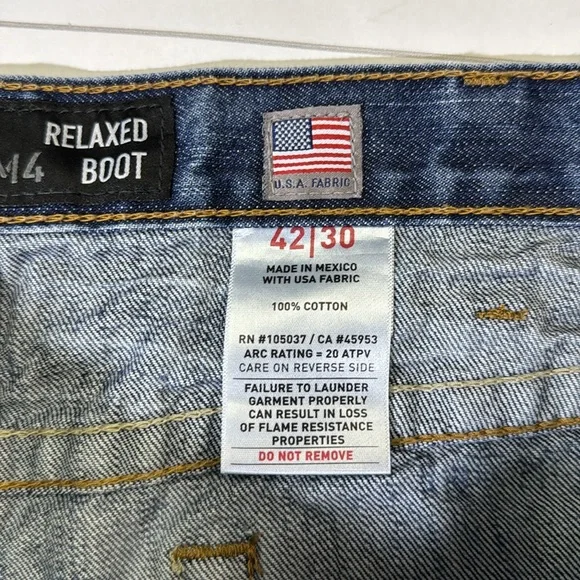 RELAXED
M4 BOOT
U.S.A. FABRIC
42|30
MADE IN MEXICO
WITH USA FABRIC
100% COTTON
RN #105037 / CA #45953
ARC RATING = 20 ATPV
CARE ON REVERSE SIDE
FAILURE TO LAUNDER
GARMENT PROPERLY
CAN RESULT IN LOSS
OF FLAME RESISTANCE
PROPERTIES
DO NOT REMOVE